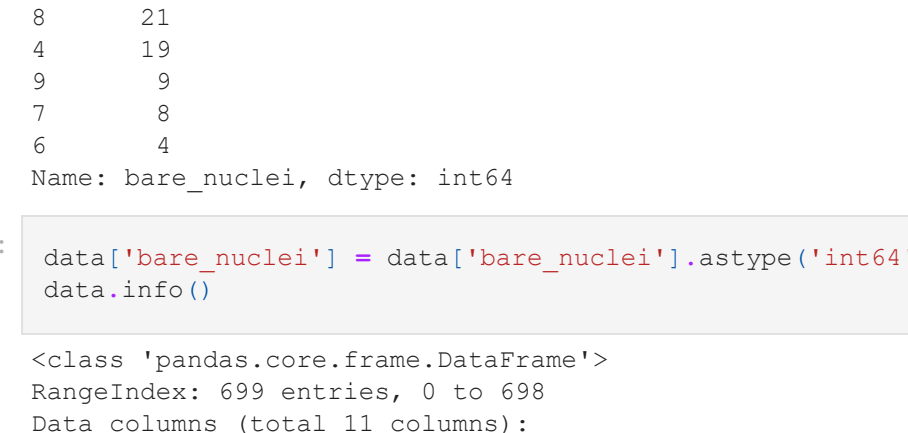 8       21
4       19
9        9
7        8
6        4
Name: bare_nuclei, dtype: int64
:
data['bare_nuclei'] = data['bare_nuclei'].astype('int64'
data.info()
<class 'pandas.core.frame.DataFrame'>
RangeIndex: 699 entries, 0 to 698
Data columns (total 11 columns):